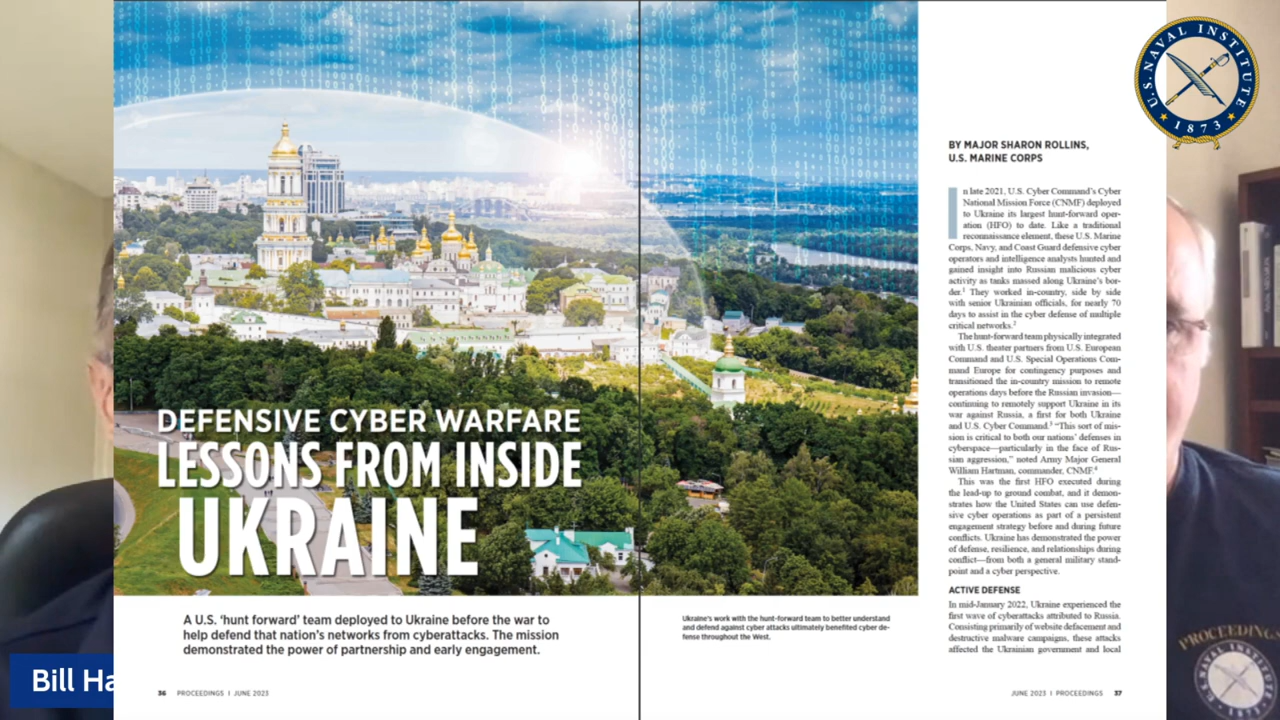 DEFENSIVE CYBER WARFARE
LESSONS FROM INSIDE
UKRAINE
A U.S. 'hunt forward' team deployed to Ukraine before the war to
help defend that nation's networks from cyberattacks. The mission
demonstrated the power of partnership and early engagement.
36 PROCEEDINGS | JUNE 2023
Ukraine's work with the hunt-forward team to better understand
and defend against cyber attacks ultimately benefited cyber de-
fense throughout the West.
BY MAJOR SHARON ROLLINS,
U.S. MARINE CORPS
In late 2021, U.S. Cyber Command's Cyber
National Mission Force (CNMF) deployed
to Ukraine its largest hunt-forward oper-
ation (HFO) to date. Like a traditional
reconnaissance element, these U.S. Marine
Corps, Navy, and Coast Guard defensive cyber
operators and intelligence analysts hunted and
gained insight into Russian malicious cyber
activity as tanks massed along Ukraine's bor-
der.1 They worked in-country, side by side
with senior Ukrainian officials, for nearly 70
days to assist in the cyber defense of multiple
critical networks.2
The hunt-forward team physically integrated
with U.S. theater partners from U.S. European
Command and U.S. Special Operations Com-
mand Europe for contingency purposes and
transitioned the in-country mission to remote
operations days before the Russian invasion—
continuing to remotely support Ukraine in its
war against Russia, a first for both Ukraine
and U.S. Cyber Command.3 "This sort of mis-
sion is critical to both our nations' defenses in
cyberspace—particularly in the face of Rus-
sian aggression," noted Army Major General
William Hartman, commander, CNMF.4
This was the first HFO executed during
the lead-up to ground combat, and it demon-
strates how the United States can use defen-
sive cyber operations as part of a persistent
engagement strategy before and during future
conflicts. Ukraine has demonstrated the power
of defense, resilience, and relationships during
conflict—from both a general military stand-
point and a cyber perspective.
ACTIVE DEFENSE
In mid-January 2022, Ukraine experienced the
first wave of cyberattacks attributed to Russia.
Consisting primarily of website defacement and
destructive malware campaigns, these attacks
affected the Ukrainian government and local
JUNE 2023 | PROCEEDINGS 37
U.S. NAVAL INSTITUTE
1873
Bill Ha
PROCEEDING